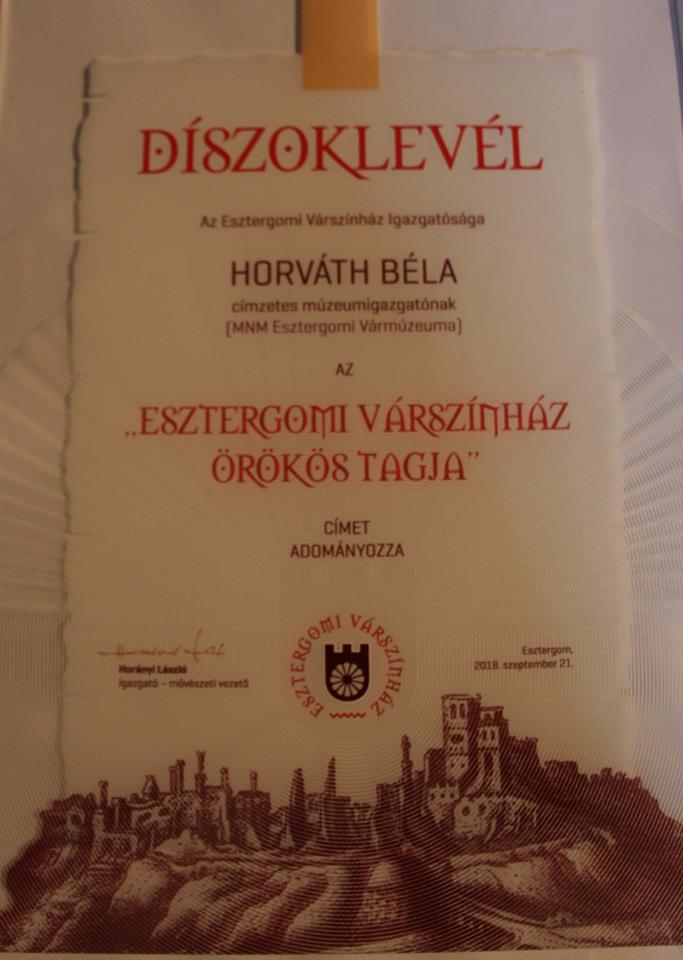 DÍSZOKLEVÉL
Az Esztergomi Várszínház Igazgatósága
HORVÁTH BÉLA
címzetes múzeumigazgatónak
(MNM Esztergomi Vármúzeuma)
AZ
„ESZTERGOMI VÁRSZÍNHÁZ
ÖRÖKÖS TAGJA”
CÍMET
ADOMÁNYOZZA
Horányi László
igazgató – művészeti vezető
ESZTERGOMI VÁRSZÍNHÁZ
Esztergom,
2018. szeptember 21.